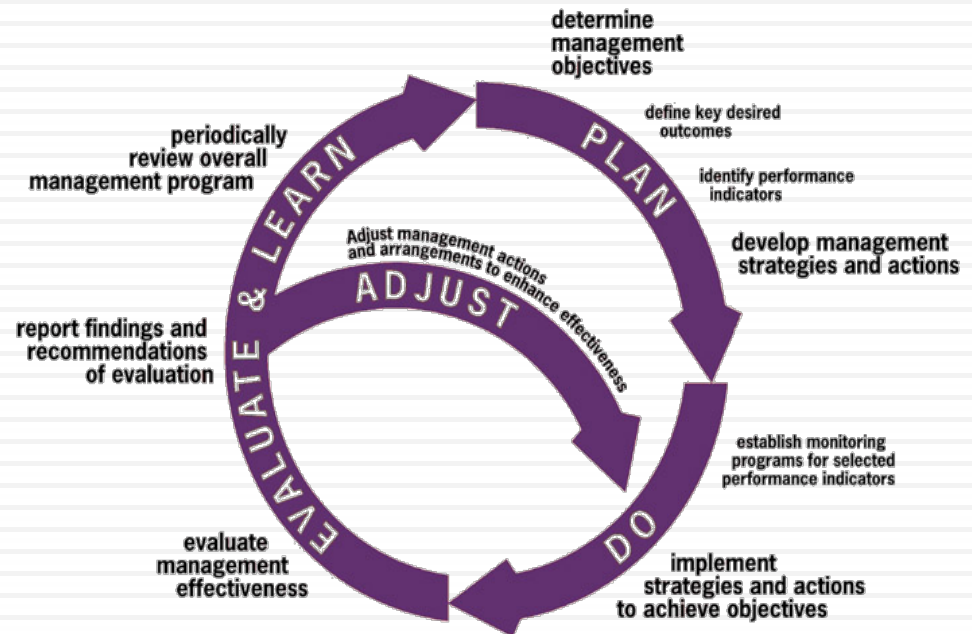 determine
management
objectives
define key desired
outcomes
PLAN
identify performance
indicators
develop management
strategies and actions
establish monitoring
programs for selected
performance indicators
DO
implement
strategies and actions
to achieve objectives
evaluate
management
effectiveness
EVALUATE & LEARN
report findings and
recommendations
of evaluation
periodically
review overall
management program
Adjust management actions
and arrangements to enhance effectiveness
ADJUST